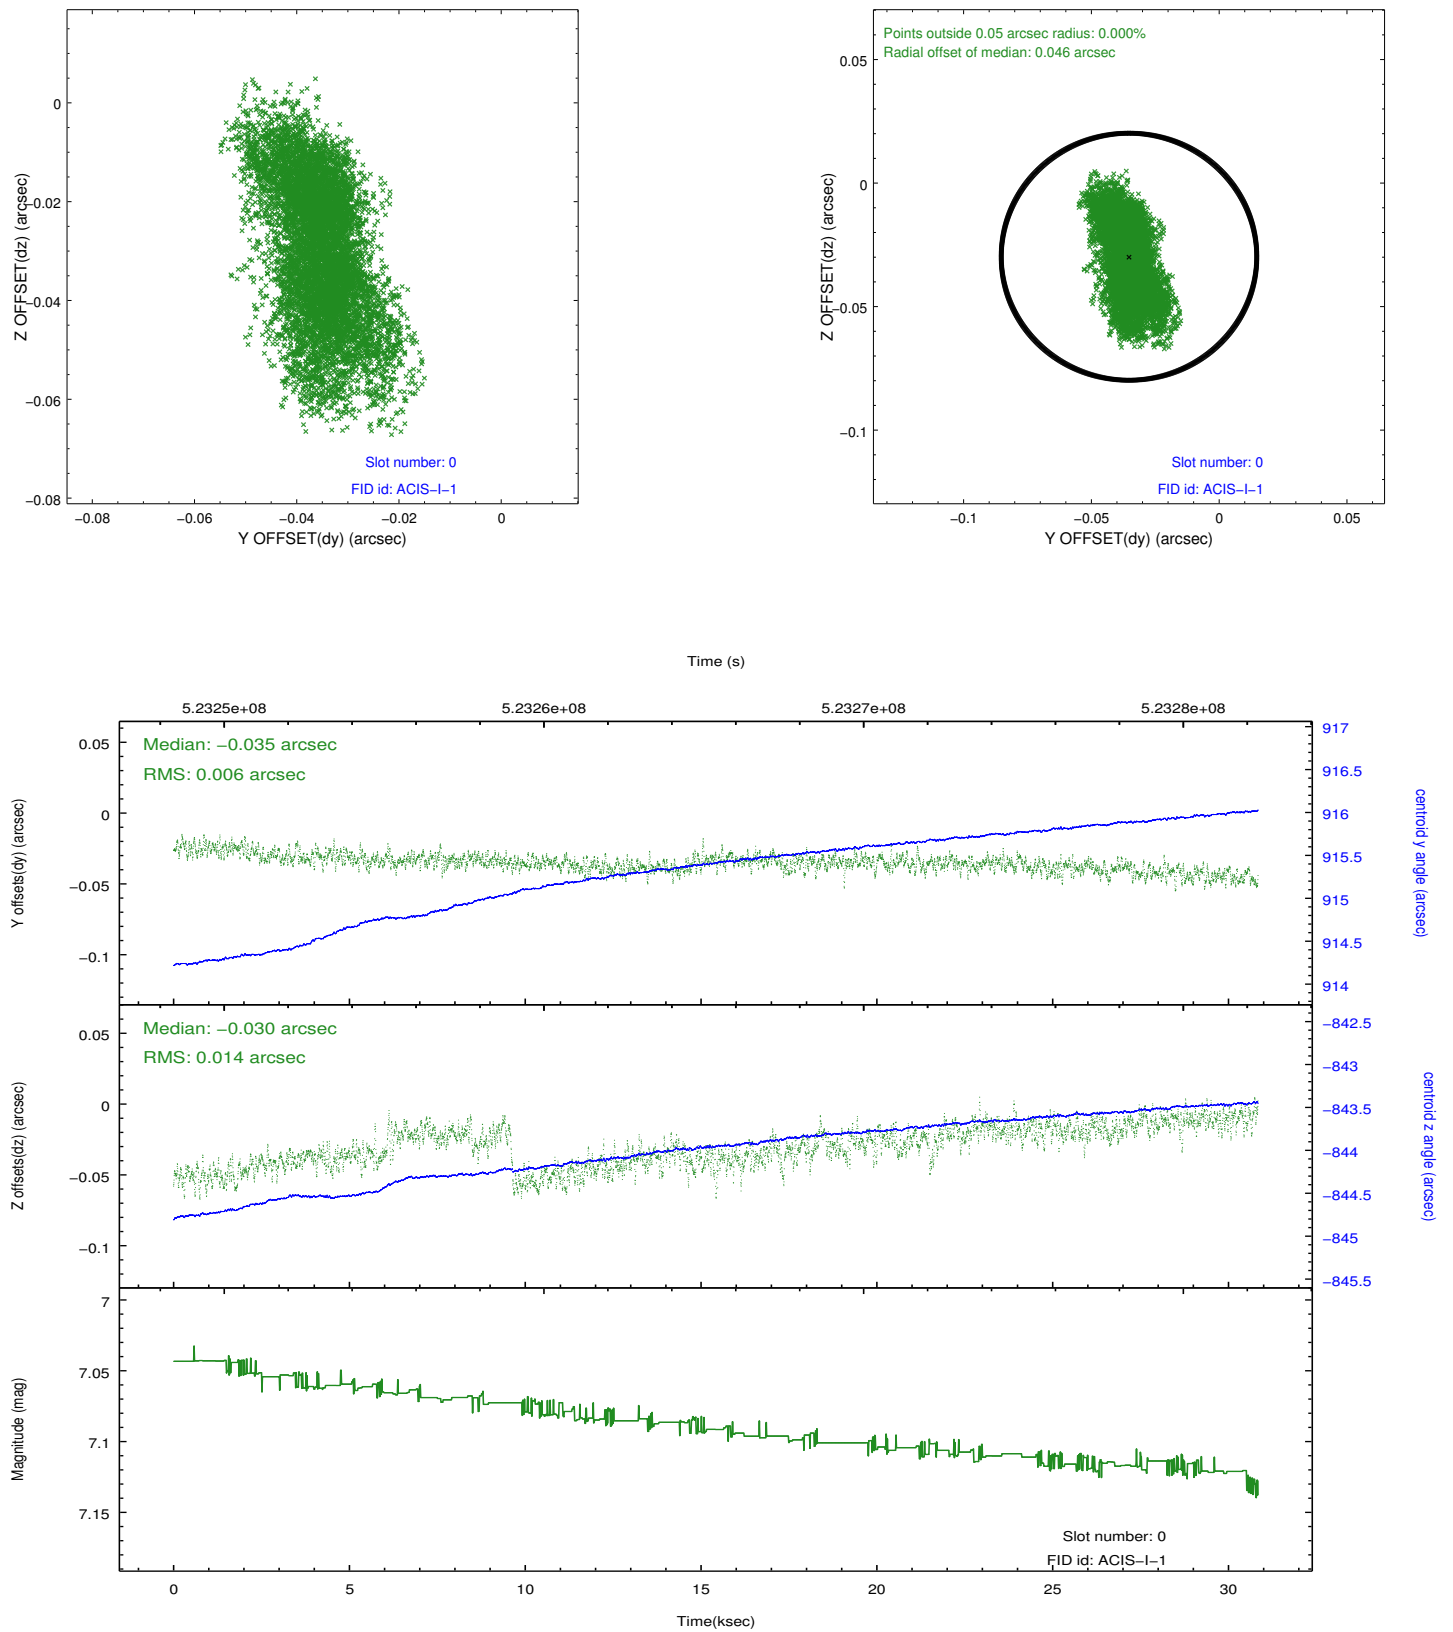 0
−0.02
−0.04
−0.06
−0.08
Z OFFSET(dz) (arcsec)
Slot number: 0
FID id: ACIS−I−1
−0.08
−0.06
−0.04
−0.02
0
Y OFFSET(dy) (arcsec)
Points outside 0.05 arcsec radius: 0.000%
Radial offset of median: 0.046 arcsec
0.05
0
−0.05
−0.1
Z OFFSET(dz) (arcsec)
Slot number: 0
FID id: ACIS−I−1
−0.1
−0.05
0
0.05
Y OFFSET(dy) (arcsec)
Time (s)
5.2325e+08
5.2326e+08
5.2327e+08
5.2328e+08
Median: −0.035 arcsec
RMS: 0.006 arcsec
0.05
0
−0.05
−0.1
Y offsets(dy) (arcsec)
917
916.5
916
915.5
915
914.5
914
centroid y angle (arcsec)
Median: −0.030 arcsec
RMS: 0.014 arcsec
0.05
0
−0.05
−0.1
Z offsets(dz) (arcsec)
−842.5
−843
−843.5
−844
−844.5
−845
−845.5
centroid z angle (arcsec)
7
7.05
7.1
7.15
Magnitude (mag)
Slot number: 0
FID id: ACIS−I−1
0
5
10
15
20
25
30
Time(ksec)